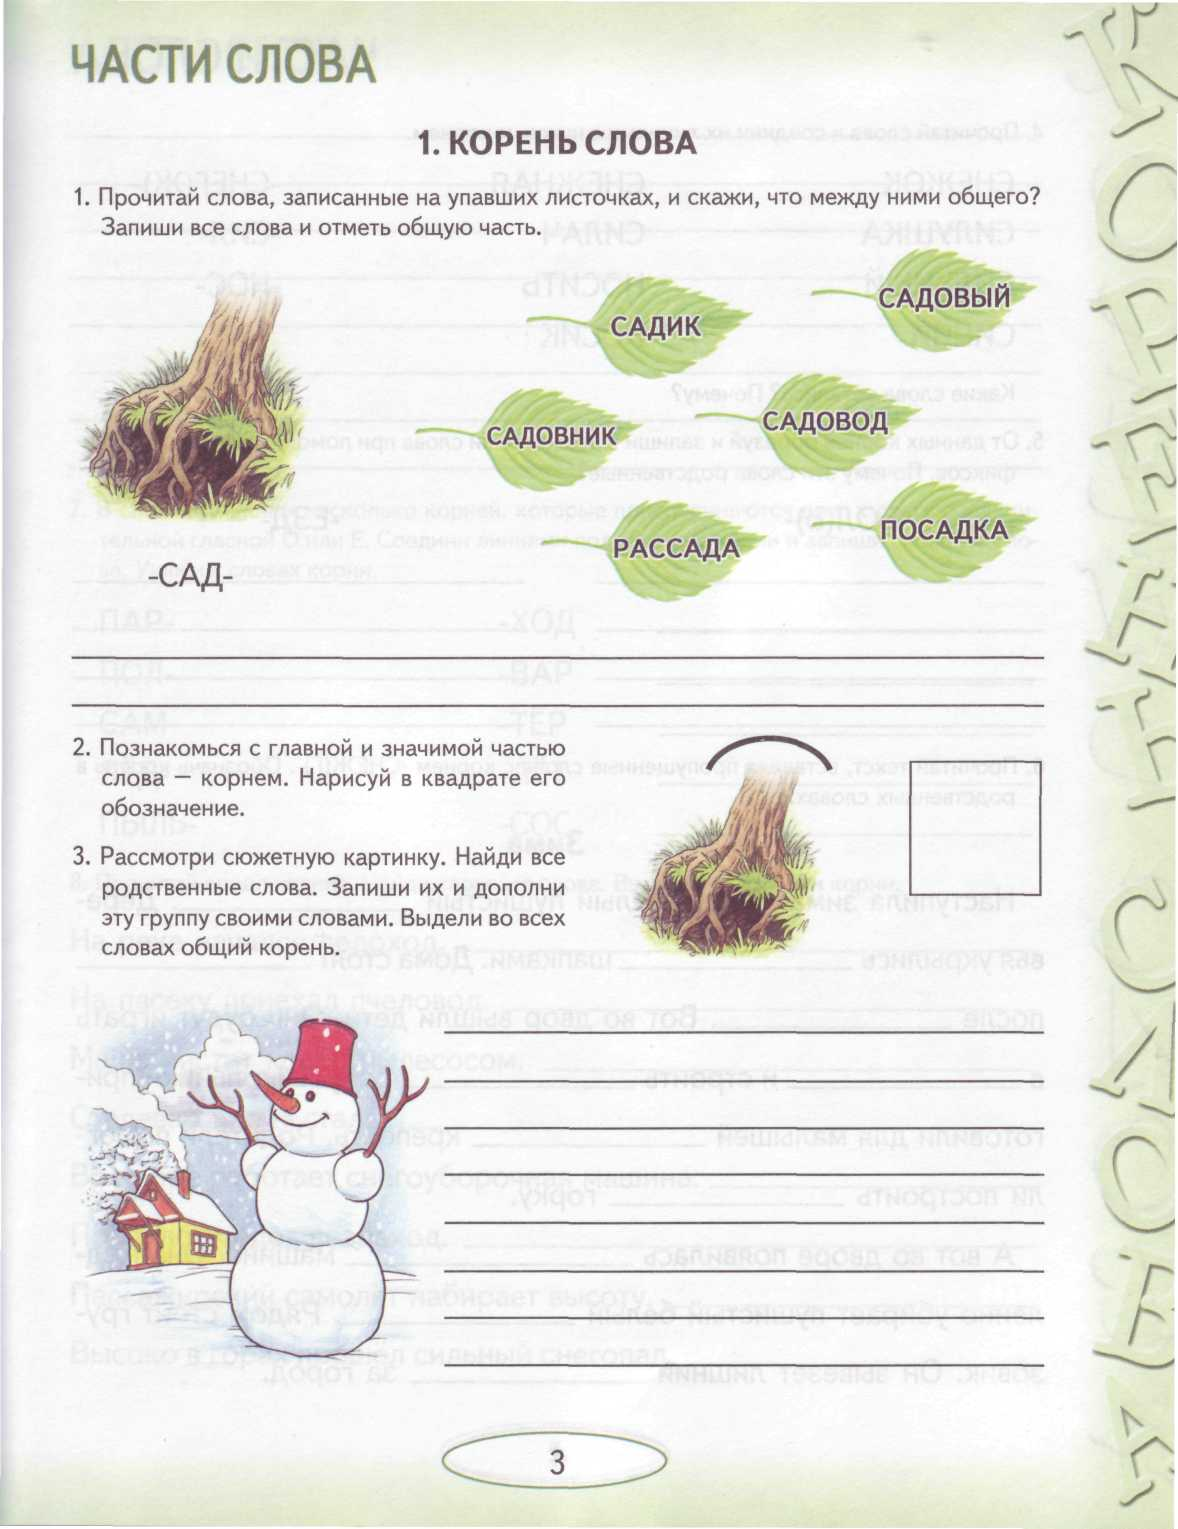 ЧАСТИ СЛОВА
1. КОРЕНЬ СЛОВА
1. Прочитай слова, записанные на упавших листочках, и скажи, что между ними общего?
Запиши все слова и отметь общую часть.
САДОВЫЙ
САДИК
САДОВОД
САДОВНИК
ПОСАДКА
РАССАДА
-САД-
2. Познакомься с главной и значимой частью
слова — корнем. Нарисуй в квадрате его
обозначение.
3. Рассмотри сюжетную картинку. Найди все
родственные слова. Запиши их и дополни
эту группу своими словами. Выдели во всех
словах общий корень.
3
КОРЕНЬ СЛОВА